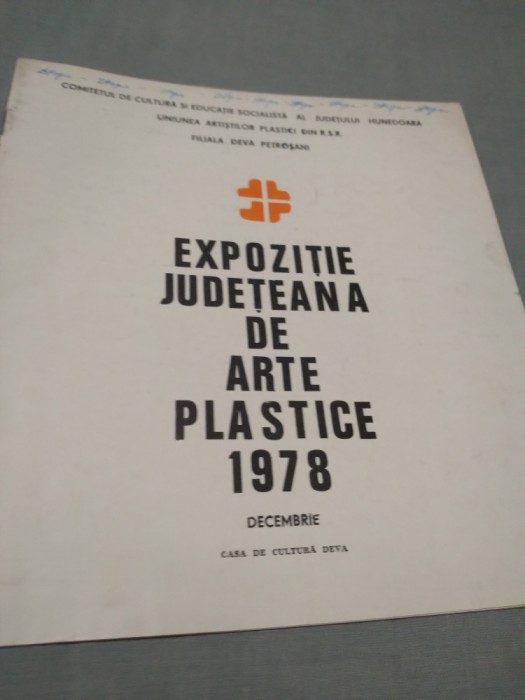 COMITETUL DE CULTURĂ ȘI EDUCAȚIE SOCIALISTĂ AL JUDEȚULUI HUNEDOARA
UNIUNEA ARTIȘTILOR PLASTICI DIN R.S.R.
FILIALA DEVA PETROȘANI
EXPOZIȚIE
JUDEȚEANA
DE
ARTE
PLASTICE
1978
DECEMBRIE
CASA DE CULTURĂ DEVA